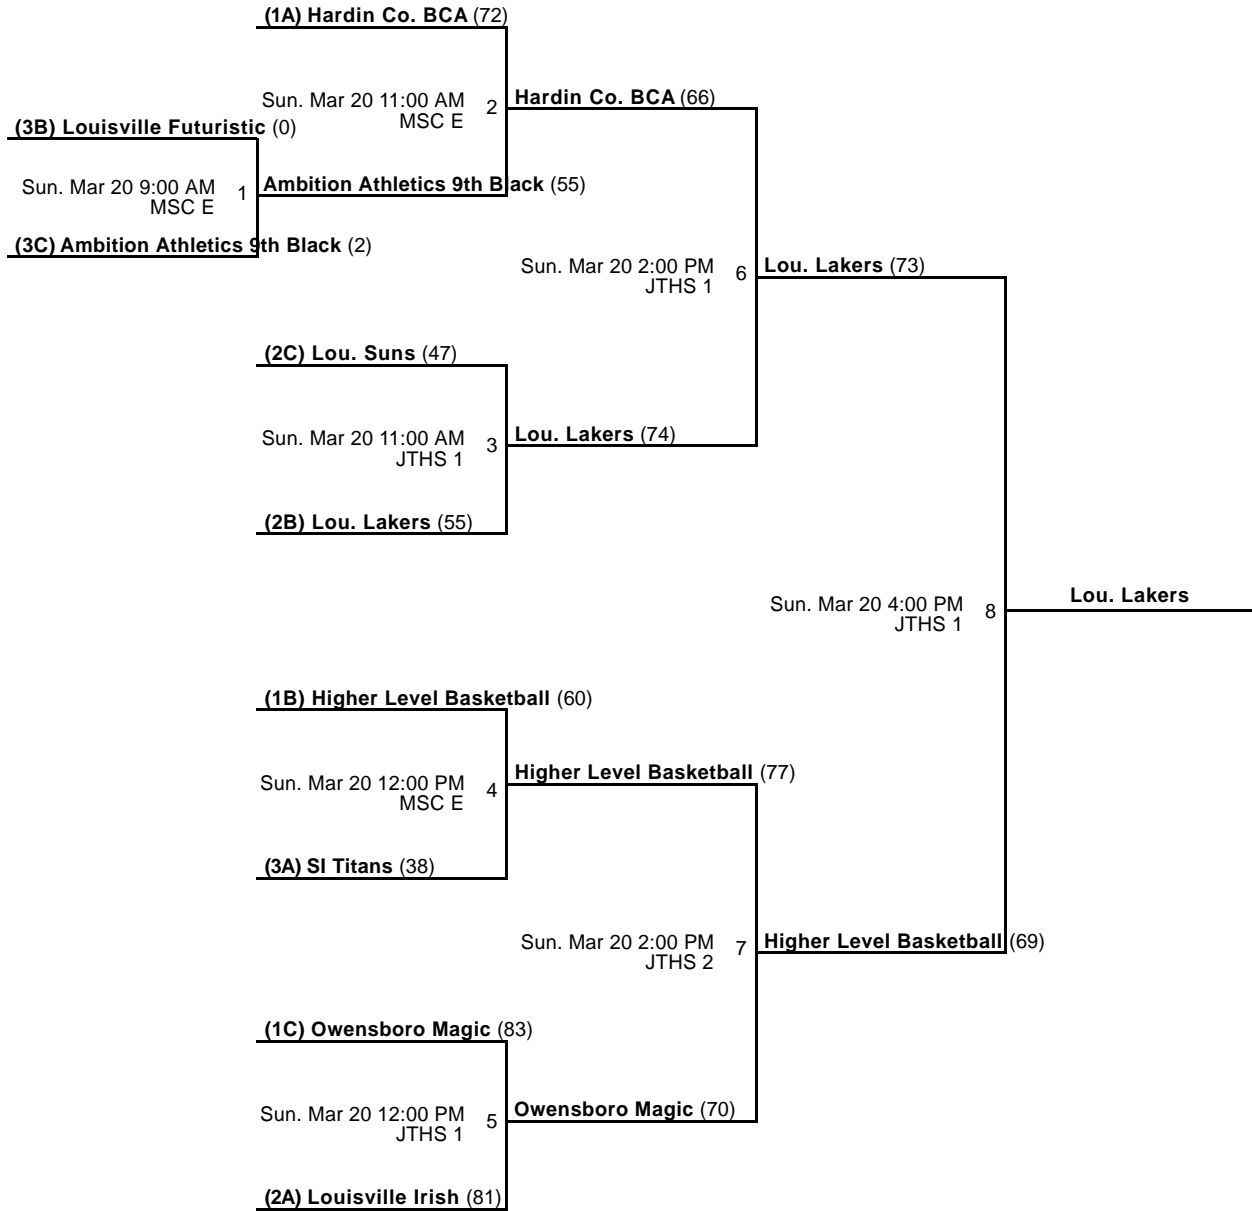 (1A) Hardin Co. BCA (72)
Sun. Mar 20 11:00 AM
MSC E
2
Hardin Co. BCA (66)
(3B) Louisville Futuristic (0)
Sun. Mar 20 9:00 AM
MSC E
1
Ambition Athletics 9th Black (55)
(3C) Ambition Athletics 9th Black (2)
Sun. Mar 20 2:00 PM
JTHS 1
6
Lou. Lakers (73)
(2C) Lou. Suns (47)
Sun. Mar 20 11:00 AM
JTHS 1
3
Lou. Lakers (74)
(2B) Lou. Lakers (55)
Sun. Mar 20 4:00 PM
JTHS 1
8
Lou. Lakers
(1B) Higher Level Basketball (60)
Sun. Mar 20 12:00 PM
MSC E
4
Higher Level Basketball (77)
(3A) SI Titans (38)
Sun. Mar 20 2:00 PM
JTHS 2
7
Higher Level Basketball (69)
(1C) Owensboro Magic (83)
Sun. Mar 20 12:00 PM
JTHS 1
5
Owensboro Magic (70)
(2A) Louisville Irish (81)